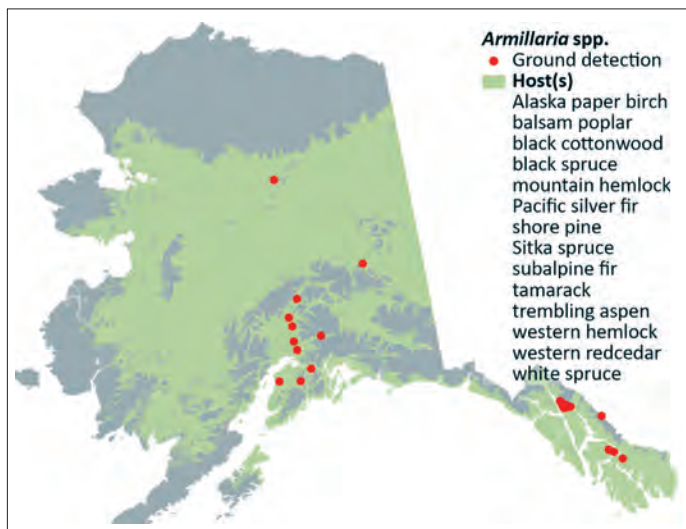 Armillaria spp.
Ground detection
Host(s)
Alaska paper birch
balsam poplar
black cottonwood
black spruce
mountain hemlock
Pacific silver fir
shore pine
Sitka spruce
subalpine fir
tamarack
trembling aspen
western hemlock
western redcedar
white spruce